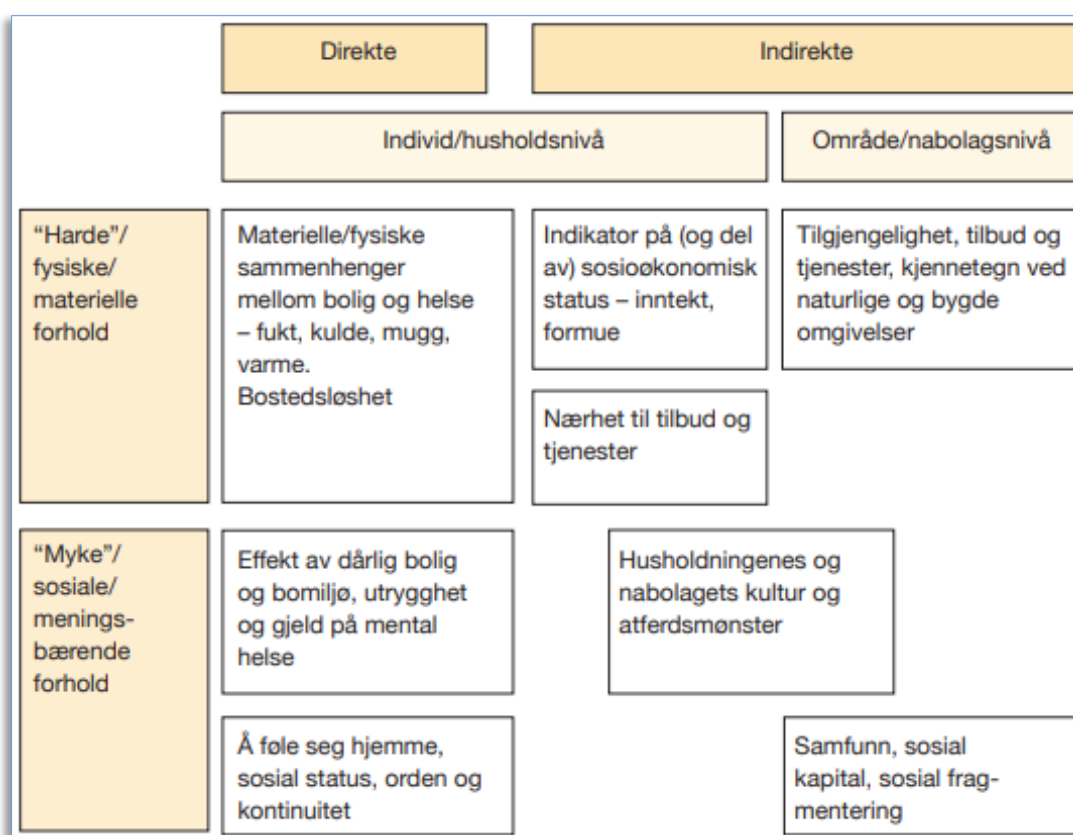 Direkte
Indirekte
Individ/husholdsnivå
Område/nabolagsnivå
“Harde”/
fysiske/
materielle
forhold
Materielle/fysiske
sammenhenger
mellom bolig og helse
– fukt, kulde, mugg,
varme.
Bostedsløshet
Indikator på (og del
av) sosioøkonomisk
status – inntekt,
formue
Tilgjengelighet, tilbud og
tjenester, kjennetegn ved
naturlige og bygde
omgivelser
Nærhet til tilbud og
tjenester
“Myke”/
sosiale/
menings-
bærende
forhold
Effekt av dårlig bolig
og bomiljø, utrygghet
og gjeld på mental
helse
Husholdningenes og
nabolagets kultur og
atferdsmønster
Å føle seg hjemme,
sosial status, orden og
kontinuitet
Samfunn, sosial
kapital, sosial frag-
mentering